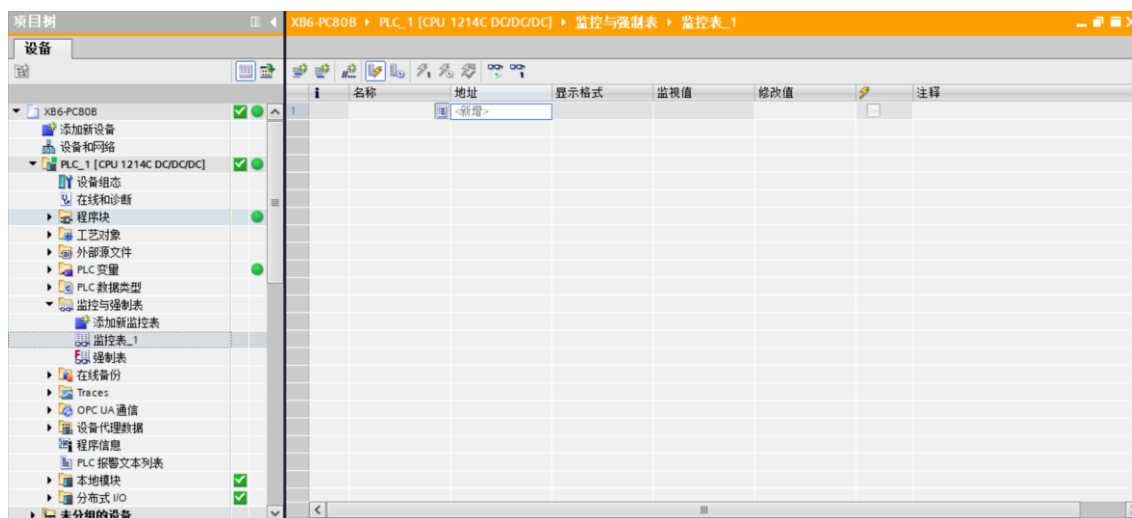 项目树
XB6-PC80B ▸ PLC_1 [CPU 1214C DC/DC/DC] ▸ 监控与强制表 ▸ 监控表_1
设备
i 名称 地址 显示格式 监视值 修改值 注释
1 <新增>
XB6-PC80B
添加新设备
设备和网络
PLC_1 [CPU 1214C DC/DC/DC]
设备组态
在线和诊断
程序块
工艺对象
外部源文件
PLC 变量
PLC 数据类型
监控与强制表
添加新监控表
监控表_1
强制表
在线备份
Traces
OPC UA 通信
设备代理数据
程序信息
PLC 报警文本列表
本地模块
分布式 I/O
未分组的设备